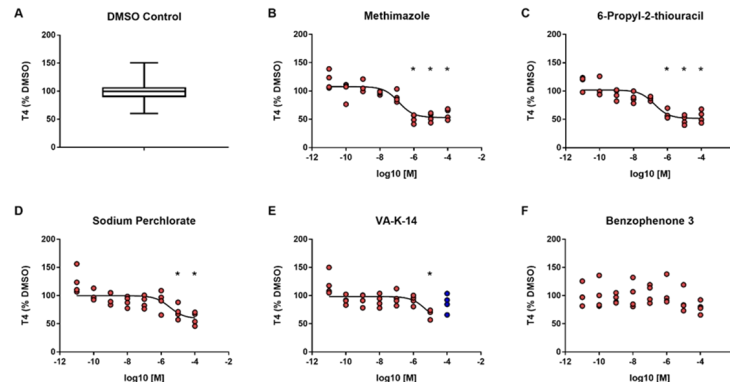 A DMSO Control
T4 (% DMSO)
200
150
100
50
0
B Methimazole
T4 (% DMSO)
200
150
100
50
0
* * *
-12 -10 -8 -6 -4 -2
log10 [M]
C 6-Propyl-2-thiouracil
T4 (% DMSO)
200
150
100
50
0
* * *
-12 -10 -8 -6 -4 -2
log10 [M]
D Sodium Perchlorate
T4 (% DMSO)
200
150
100
50
0
* *
-12 -10 -8 -6 -4 -2
log10 [M]
E VA-K-14
T4 (% DMSO)
200
150
100
50
0
*
-12 -10 -8 -6 -4 -2
log10 [M]
F Benzophenone 3
T4 (% DMSO)
200
150
100
50
0
-12 -10 -8 -6 -4 -2
log10 [M]